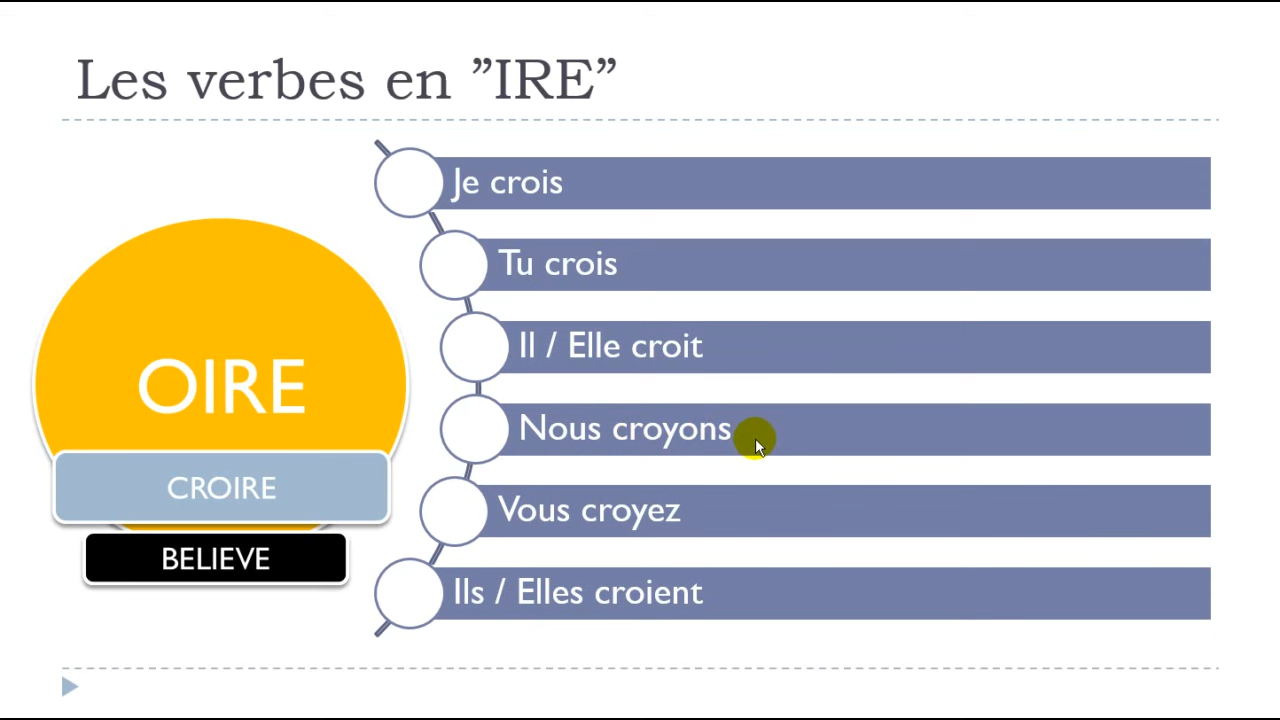 Les verbes en ”IRE”
OIRE
CROIRE
BELIEVE
Je crois
Tu crois
Il / Elle croit
Nous croyons
Vous croyez
Ils / Elles croient